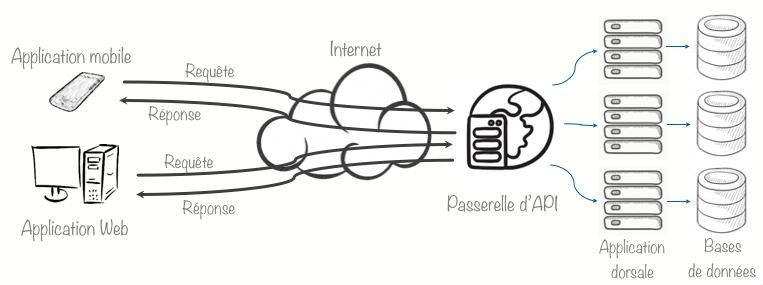 Internet
Application mobile
Requête
Réponse
Requête
Réponse
Application Web
Passerelle d'API
Application
dorsale
Bases
de données